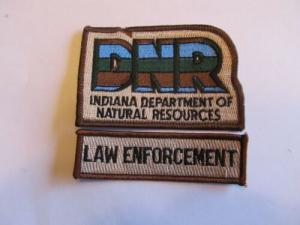 DNR
INDIANA DEPARTMENT OF
NATURAL RESOURCES
LAW ENFORCEMENT